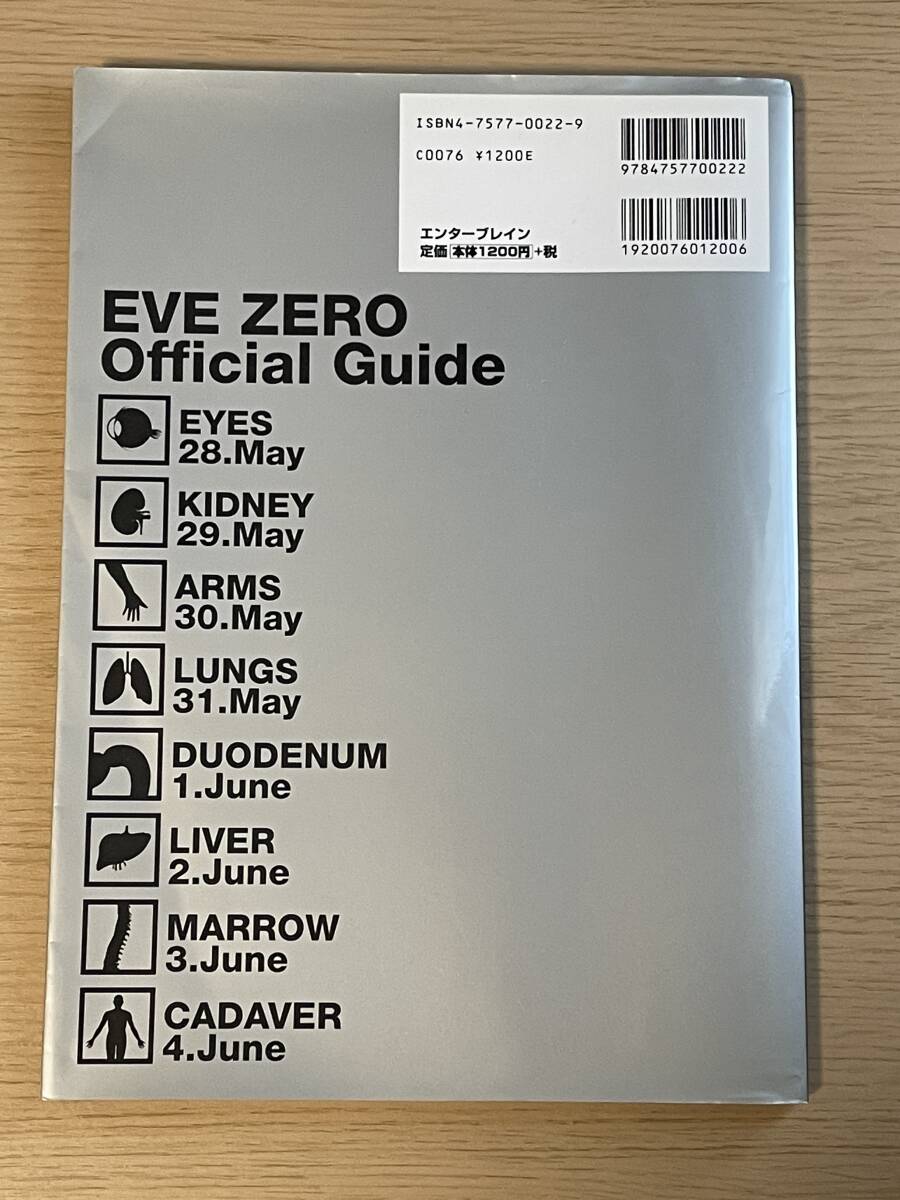 ISBN4-7577-0022-9
C0076 ¥1200E
9784757700222
エンターブレイン
定価 本体1200円 +税
1920076012006
EVE ZERO
Official Guide
EYES
28.May
KIDNEY
29.May
ARMS
30.May
LUNGS
31.May
DUODENUM
1.June
LIVER
2.June
MARROW
3.June
CADAVER
4.June